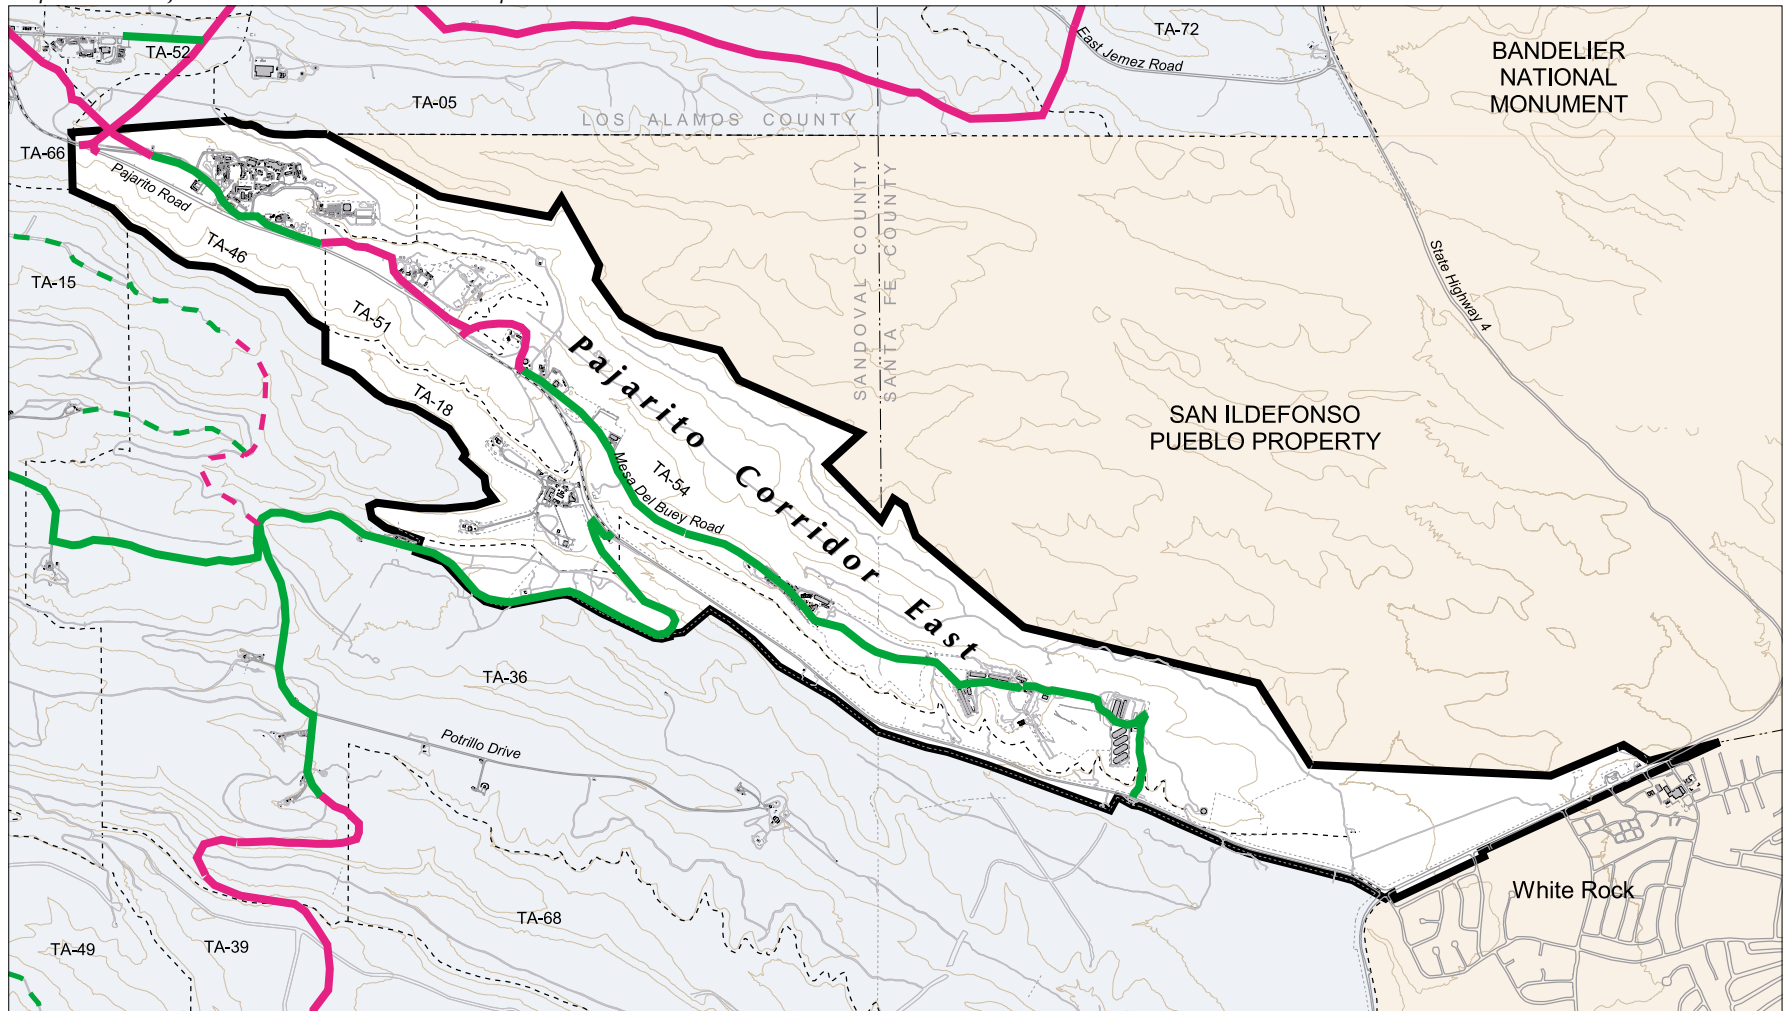 TA-72
East Jemez Road
BANDELIER
NATIONAL
MONUMENT
TA-52
TA-05
LOS ALAMOS COUNTY
TA-66
Pajarito Road
SANDOVAL COUNTY
SANTA FE COUNTY
TA-46
TA-15
State Highway 4
TA-51
Pajarito Corridor East
TA-18
SAN ILDEFONSO
PUEBLO PROPERTY
TA-54
Mesa Del Buey Road
TA-36
Potrillo Drive
White Rock
TA-68
TA-39
TA-49